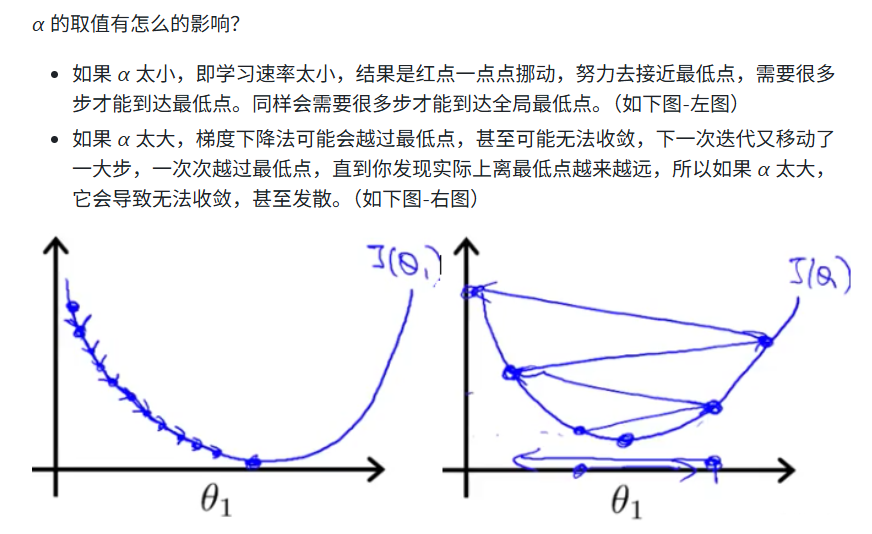 α 的取值有怎么的影响？
如果 α 太小，即学习速率太小，结果是红点一点点挪动，努力去接近最低点，需要很多
步才能到达最低点。同样会需要很多步才能到达全局最低点。（如下图-左图）
如果 α 太大，梯度下降法可能会越过最低点，甚至可能无法收敛，下一次迭代又移动了
一大步，一次次越过最低点，直到你发现实际上离最低点越来越远，所以如果 α 太大，
它会导致无法收敛，甚至发散。（如下图-右图）
J(θ₁)
J(θ₁)
θ₁
θ₁